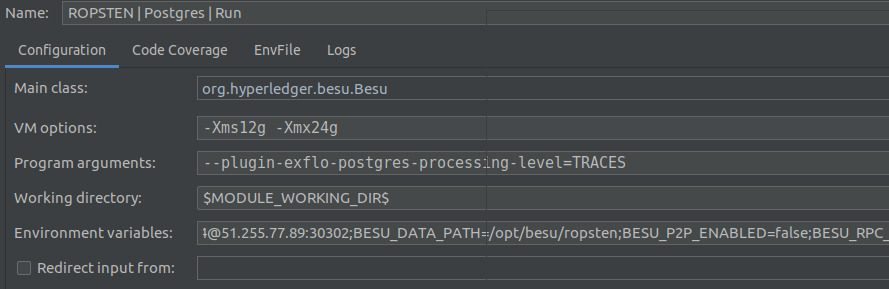 Name: ROPSTEN | Postgres | Run
Configuration Code Coverage EnvFile Logs
Main class: org.hyperledger.besu.Besu
VM options: -Xms12g -Xmx24g
Program arguments: --plugin-exflo-postgres-processing-level=TRACES
Working directory: $MODULE_WORKING_DIR$
Environment variables: @51.255.77.89:30302;BESU_DATA_PATH=/opt/besu/ropsten;BESU_P2P_ENABLED=false;BESU_RPC_
Redirect input from: